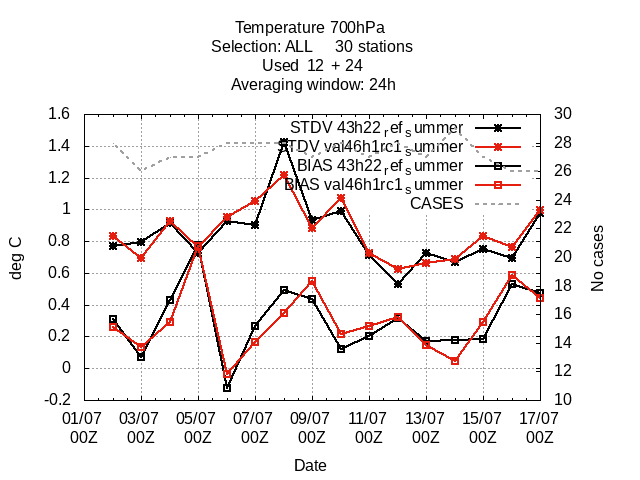 Temperature 700hPa
Selection: ALL 30 stations
Used 12 + 24
Averaging window: 24h
1.6
1.4
1.2
1
0.8
0.6
0.4
0.2
0
-0.2
deg C
30
28
26
24
22
20
18
16
14
12
10
No cases
STDV 43h22_ref_summer
STDV val46h1rc1_summer
BIAS 43h22_ref_summer
BIAS val46h1rc1_summer
CASES
01/07 03/07 05/07 07/07 09/07 11/07 13/07 15/07 17/07
00Z 00Z 00Z 00Z 00Z 00Z 00Z 00Z 00Z
Date